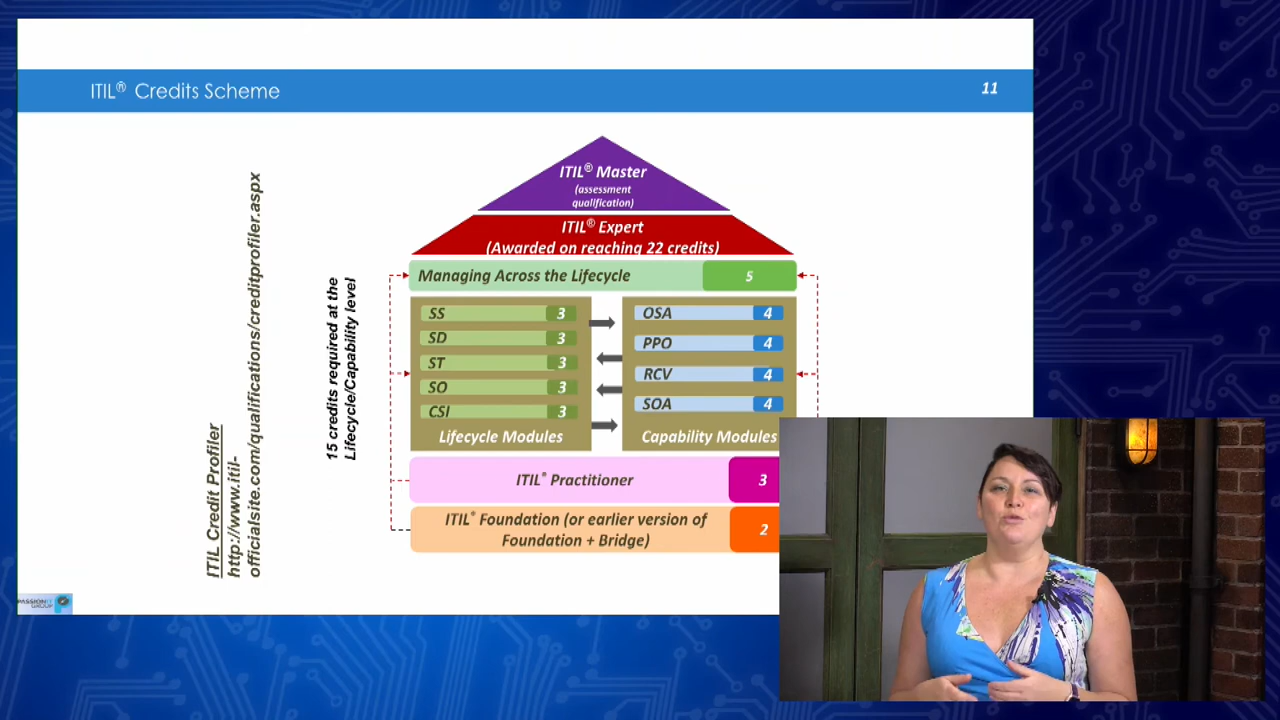 ITIL® Credits Scheme
11
ITIL Credit Profiler
http://www.itil-
officialsite.com/qualifications/creditprofiler.aspx
15 credits required at the
Lifecycle/Capability level
ITIL® Master
(assessment
qualification)
ITIL® Expert
(Awarded on reaching 22 credits)
Managing Across the Lifecycle 5
SS 3
SD 3
ST 3
SO 3
CSI 3
Lifecycle Modules
OSA 4
PPO 4
RCV 4
SOA 4
Capability Modules
ITIL® Practitioner 3
ITIL® Foundation (or earlier version of
Foundation + Bridge)
2
PASSION IT
GROUP